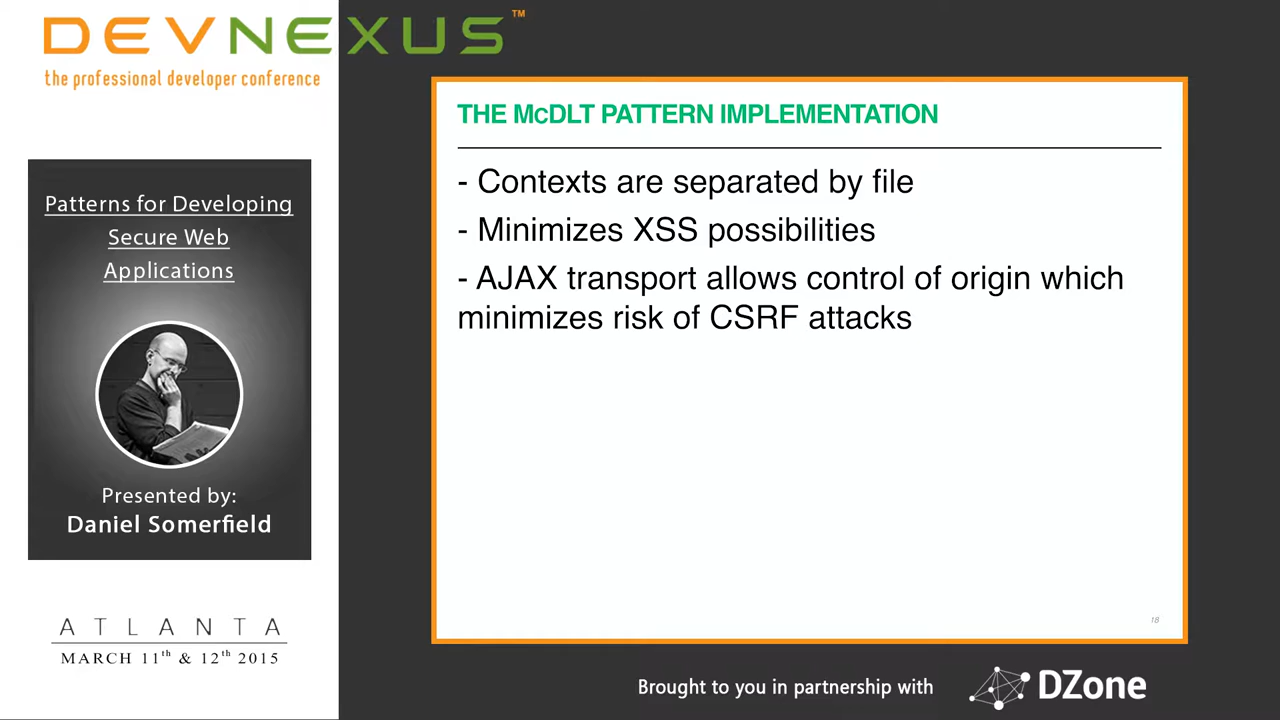 DEVNEXUS™
the professional developer conference
Patterns for Developing
Secure Web
Applications
Presented by:
Daniel Somerfield
ATLANTA
MARCH 11th & 12th 2015
THE McDLT PATTERN IMPLEMENTATION
- Contexts are separated by file
- Minimizes XSS possibilities
- AJAX transport allows control of origin which
minimizes risk of CSRF attacks
18
Brought to you in partnership with
DZone